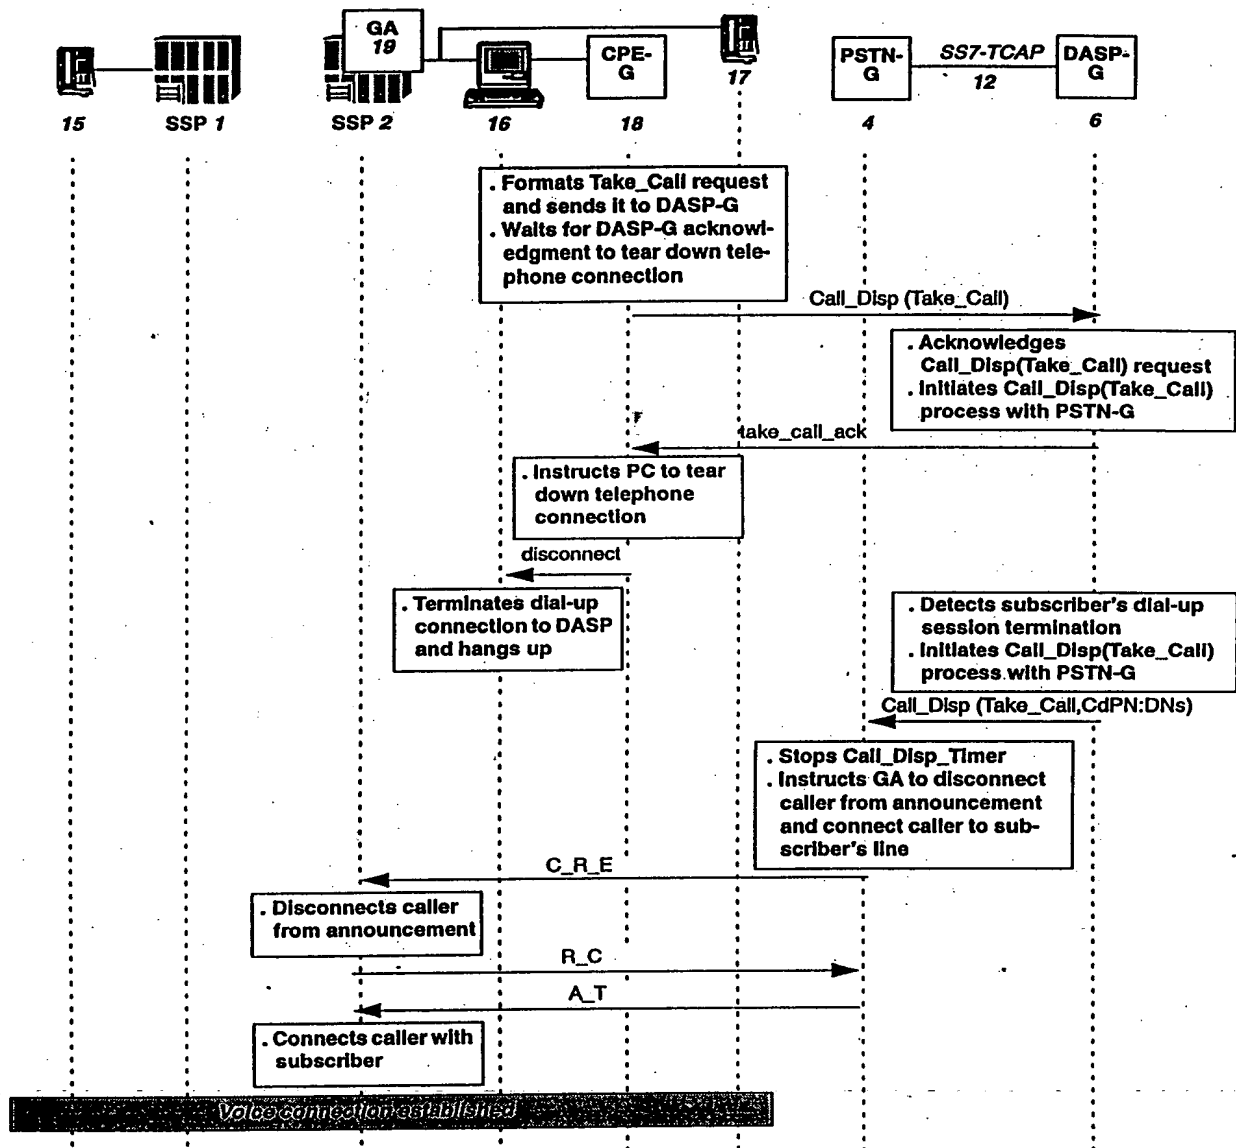 GA
19
CPE-
G
PSTN-
G
SS7-TCAP
12
DASP-
G
15
SSP 1
SSP 2
16
18
17
4
6
. Formats Take_Call request
and sends it to DASP-G
. Waits for DASP-G acknowl-
edgment to tear down tele-
phone connection
Call_Disp (Take_Call)
. Acknowledges
Call_Disp(Take_Call) request
. Initiates Call_Disp(Take_Call)
process with PSTN-G
take_call_ack
. Instructs PC to tear
down telephone
connection
disconnect
. Terminates dial-up
connection to DASP
and hangs up
. Detects subscriber's dial-up
session termination
. Initiates Call_Disp(Take_Call)
process with PSTN-G
Call_Disp (Take_Call,CdPN:DNs)
. Stops Call_Disp_Timer
. Instructs GA to disconnect
caller from announcement
and connect caller to sub-
scriber's line
C_R_E
. Disconnects caller
from announcement
R_C
A_T
. Connects caller with
subscriber
Voice connection established